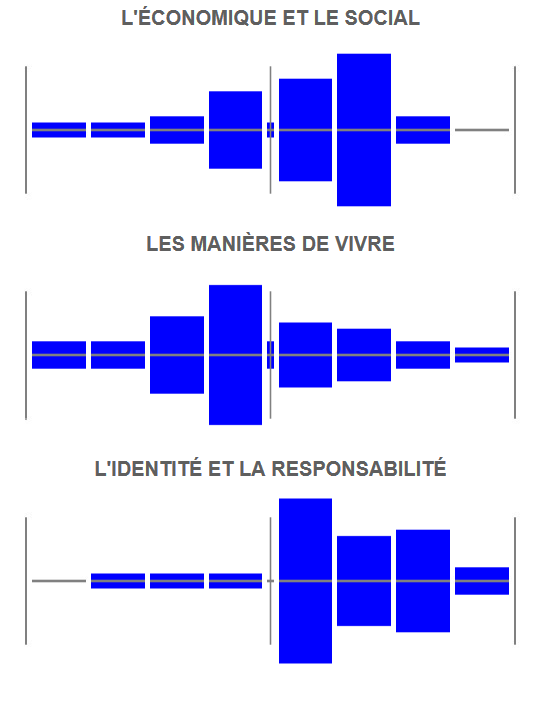 L'ÉCONOMIQUE ET LE SOCIAL
LES MANIÈRES DE VIVRE
L'IDENTITÉ ET LA RESPONSABILITÉ